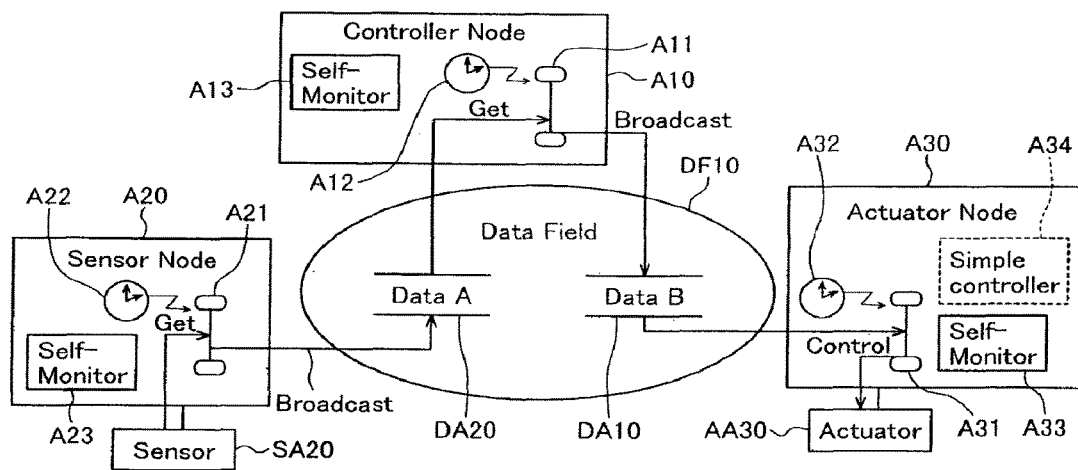 Controller Node
A11
A13
Self-
Monitor
A10
Get
Broadcast
A12
A32
A30
A34
DF10
A22
A20
A21
Actuator Node
Data Field
Sensor Node
Simple
controller
Data A
Data B
Get
Control
Self-
Monitor
Self-
Monitor
Broadcast
A23
Sensor
SA20
DA20
DA10
AA30
Actuator
A31
A33